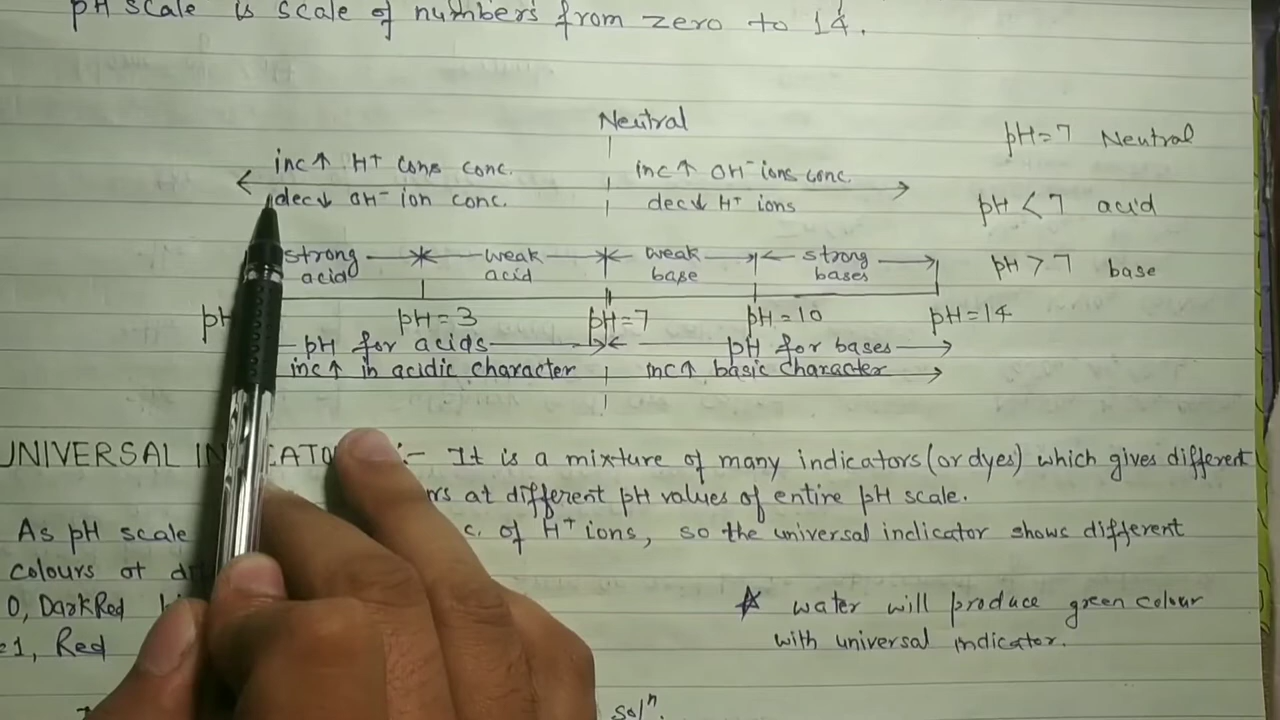 pH scale is scale of numbers from zero to 14.
Neutral
inc↑ H⁺ conc conc.
inc↑ OH⁻ ions conc.
dec↓ OH⁻ ion conc.
dec↓ H⁺ ions
pH=7 Neutral
pH < 7 acid
pH > 7 base
strong acid
weak acid
weak base
strong bases
pH
pH=3
pH=7
pH=10
pH=14
pH for acids
pH for bases
inc↑ in acidic character
inc↑ basic character
UNIVERSAL :- It is a mixture of many indicators (or dyes) which gives different
at different pH values of entire pH scale.
As pH scale of H⁺ ions, so the universal indicator shows different
colours at
0, Dark Red
1, Red
☆ water will produce green colour
with universal indicator.
solⁿ.